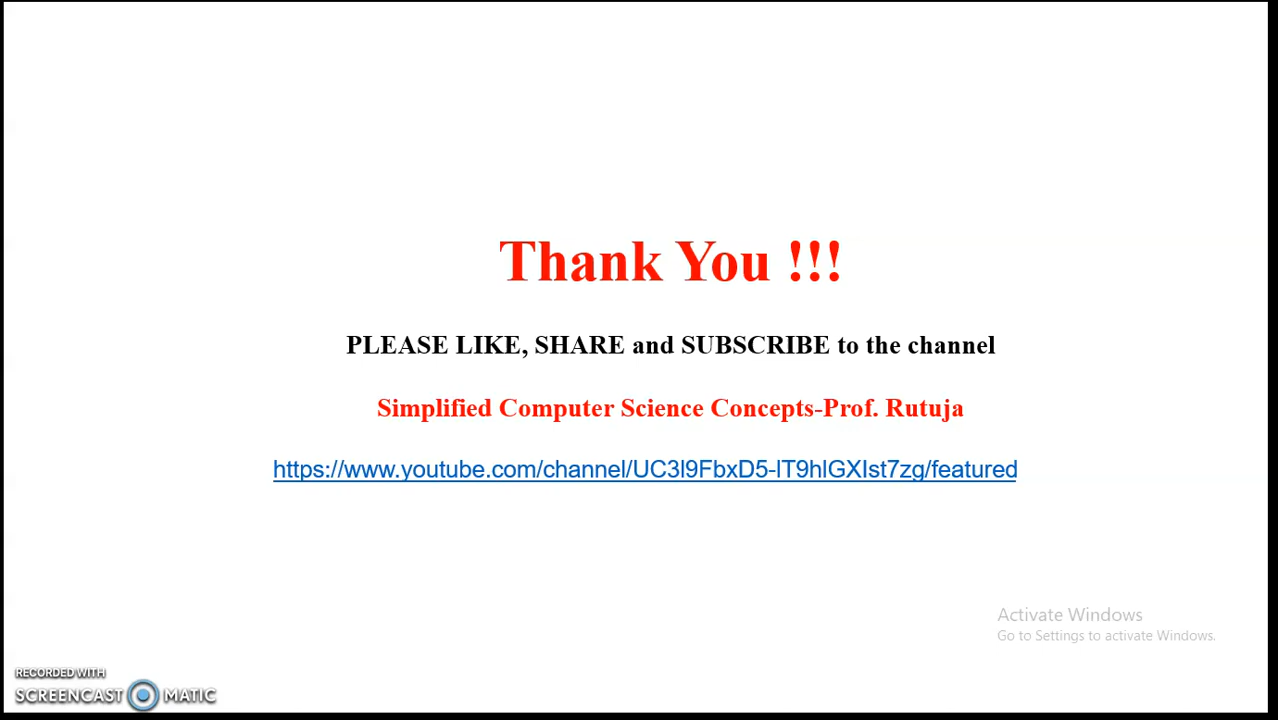 Thank You !!!
PLEASE LIKE, SHARE and SUBSCRIBE to the channel
Simplified Computer Science Concepts-Prof. Rutuja
https://www.youtube.com/channel/UC3l9FbxD5-lT9hlGXIst7zg/featured
Activate Windows
Go to Settings to activate Windows.
RECORDED WITH
SCREENCAST MATIC